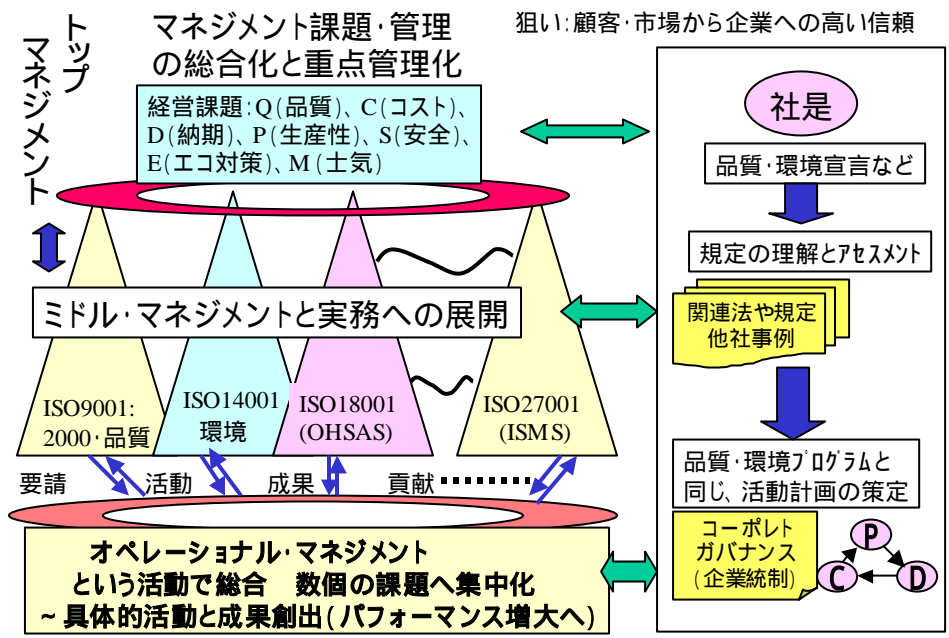 トップ
マネジメント
マネジメント課題・管理
の総合化と重点管理化
狙い:顧客・市場から企業への高い信頼
経営課題:Q(品質)、C(コスト)、
D(納期)、P(生産性)、S(安全)、
E(エコ対策)、M(士気)
社是
品質・環境宣言など
規定の理解とアセスメント
関連法や規定
他社事例
ミドル・マネジメントと実務への展開
ISO9001:
2000・品質
ISO14001
環境
ISO18001
(OHSAS)
ISO27001
(ISMS)
要請
活動
成果
貢献
品質・環境プログラムと
同じ、活動計画の策定
コーポレト
ガバナンス
(企業統制)
P
C
D
オペレーショナル・マネジメント
という活動で総合 数個の課題へ集中化
~具体的活動と成果創出(パフォーマンス増大へ)